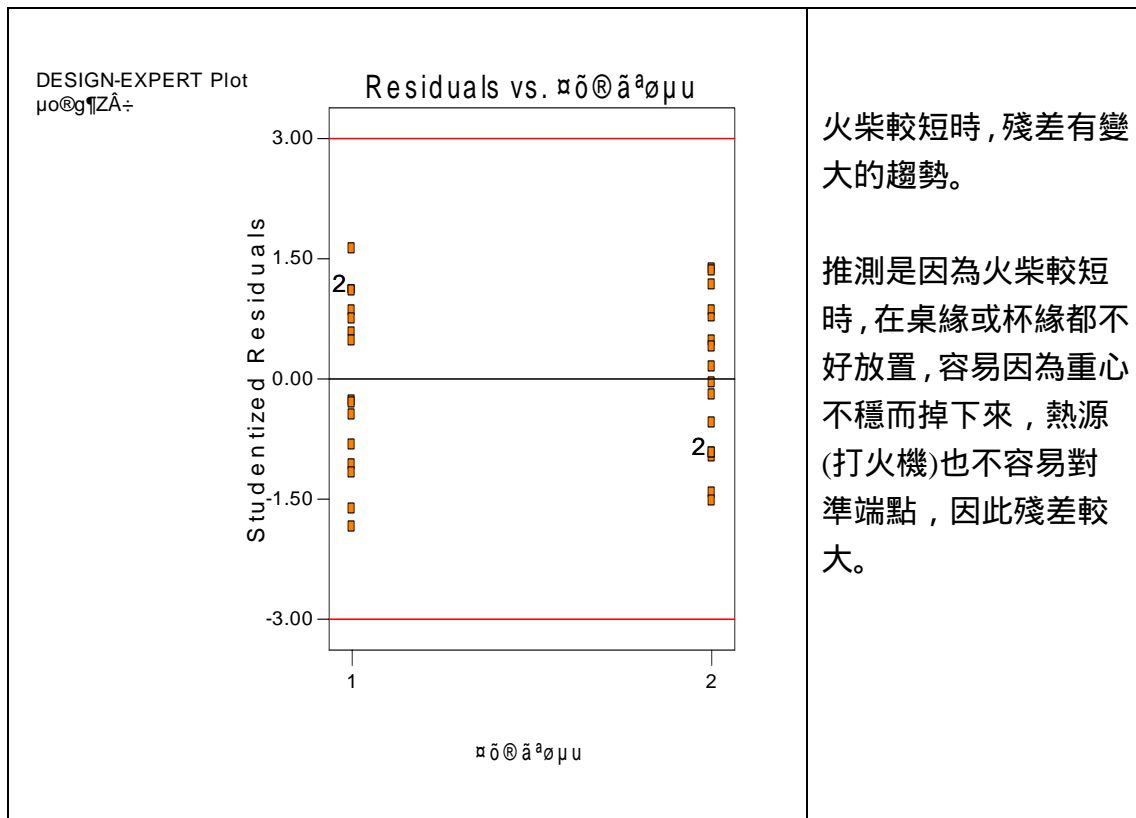 DESIGN-EXPERT Plot
µo®g¶ZÂ÷
Residuals vs. ¤õ®ãªøµu
3.00
1.50
0.00
-1.50
-3.00
Studentized Residuals
2
2
1
2
¤õ®ãªøµu
火柴較短時，殘差有變
大的趨勢。
推測是因為火柴較短
時，在桌緣或杯緣都不
好放置，容易因為重心
不穩而掉下來，熱源
(打火機)也不容易對
準端點，因此殘差較
大。